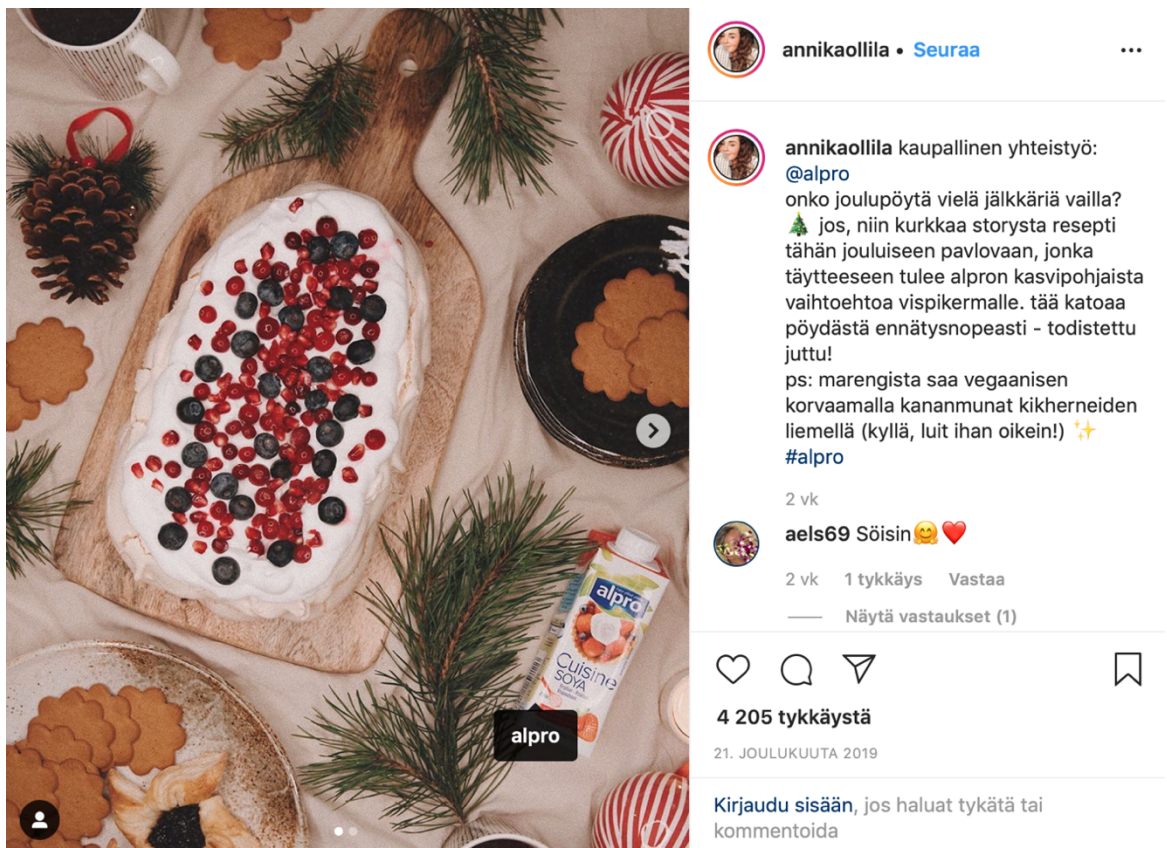 annikaollila • Seuraa
annikaollila kaupallinen yhteistyö:
@alpro
onko joulupöytä vielä jälkkäriä vailla?
🎄 jos, niin kurkkaa storysta resepti
tähän jouluiseen pavlovaan, jonka
täytteeseen tulee alpron kasvipohjaista
vaihtoehtoa vispikermalle. tää katoaa
pöydästä ennätysnopeasti - todistettu
juttu!
ps: marengista saa vegaanisen
korvaamalla kananmunat kikherneiden
liemellä (kyllä, luit ihan oikein!) ✨
#alpro
2 vk
aels69 Söisin🤗❤️
2 vk 1 tykkäys Vastaa
Näytä vastaukset (1)
4 205 tykkäystä
21. JOULUKUUTA 2019
Kirjaudu sisään, jos haluat tykätä tai
kommentoida
alpro
Cuisine
SOYA
alpro